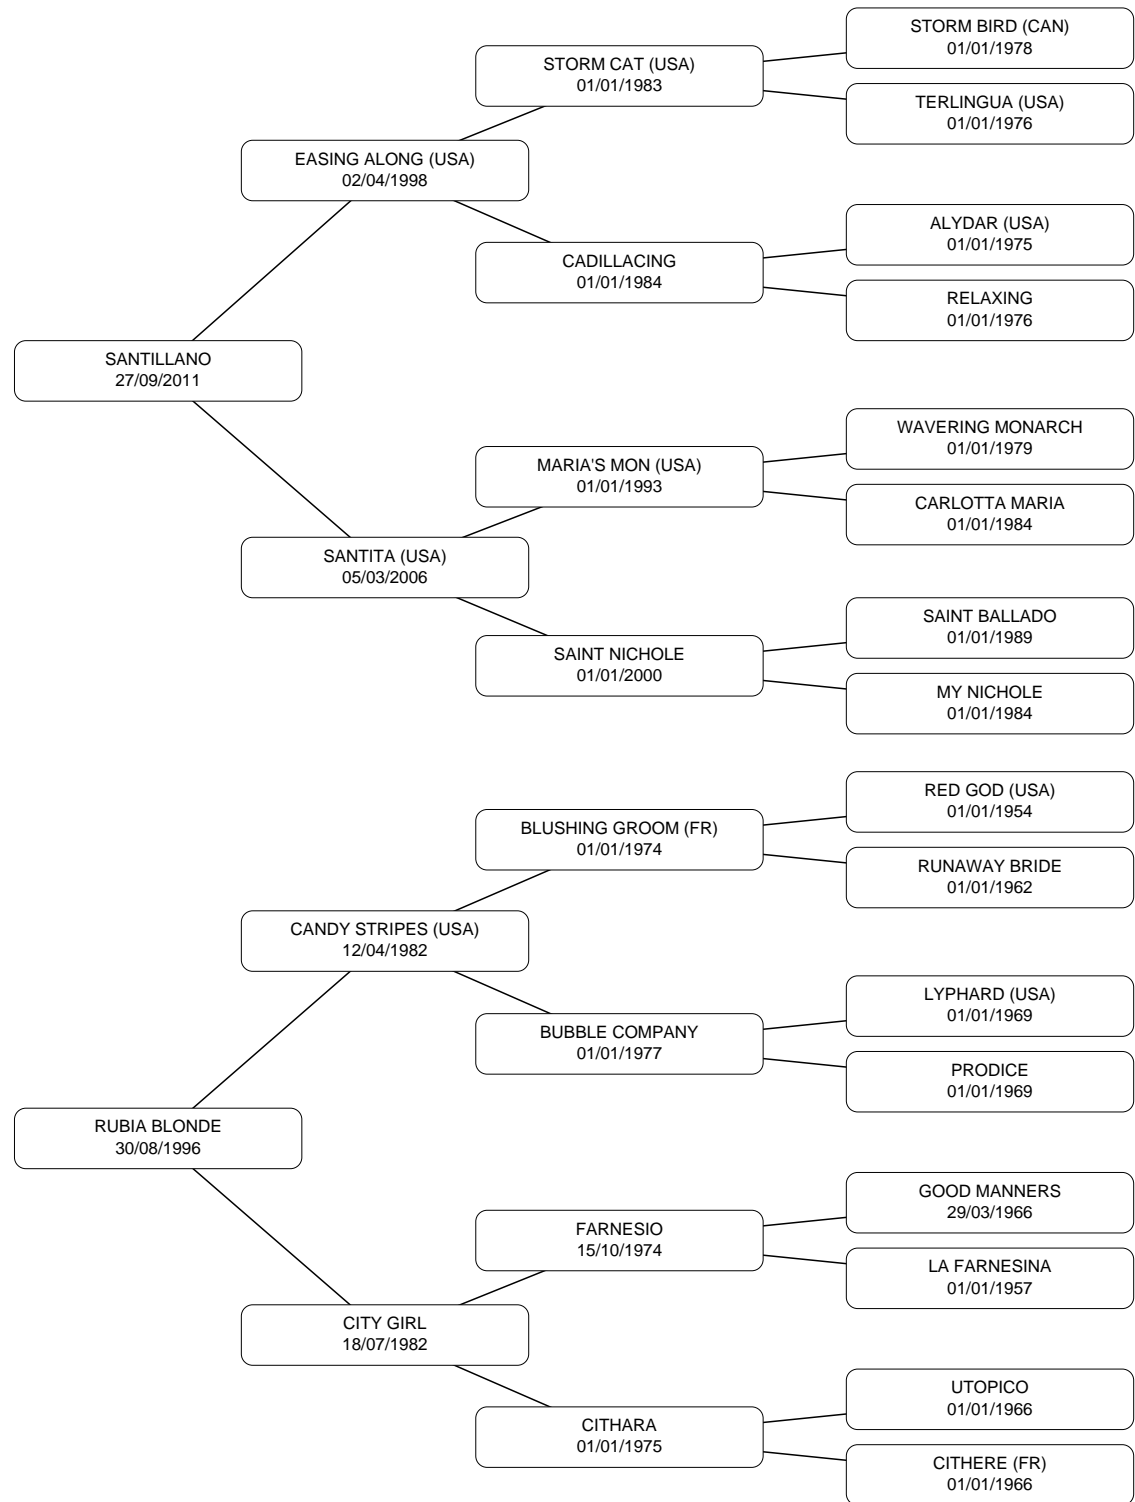 STORM BIRD (CAN)
01/01/1978
STORM CAT (USA)
01/01/1983
TERLINGUA (USA)
01/01/1976
EASING ALONG (USA)
02/04/1998
ALYDAR (USA)
01/01/1975
CADILLACING
01/01/1984
RELAXING
01/01/1976
SANTILLANO
27/09/2011
WAVERING MONARCH
01/01/1979
MARIA'S MON (USA)
01/01/1993
CARLOTTA MARIA
01/01/1984
SANTITA (USA)
05/03/2006
SAINT BALLADO
01/01/1989
SAINT NICHOLE
01/01/2000
MY NICHOLE
01/01/1984
RED GOD (USA)
01/01/1954
BLUSHING GROOM (FR)
01/01/1974
RUNAWAY BRIDE
01/01/1962
CANDY STRIPES (USA)
12/04/1982
LYPHARD (USA)
01/01/1969
BUBBLE COMPANY
01/01/1977
PRODICE
01/01/1969
RUBIA BLONDE
30/08/1996
GOOD MANNERS
29/03/1966
FARNESIO
15/10/1974
LA FARNESINA
01/01/1957
CITY GIRL
18/07/1982
UTOPICO
01/01/1966
CITHARA
01/01/1975
CITHERE (FR)
01/01/1966